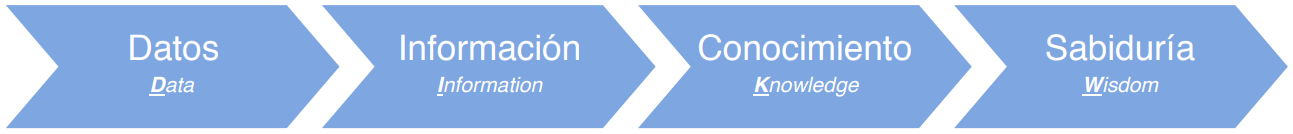 Datos
Data
Información
Information
Conocimiento
Knowledge
Sabiduría
Wisdom